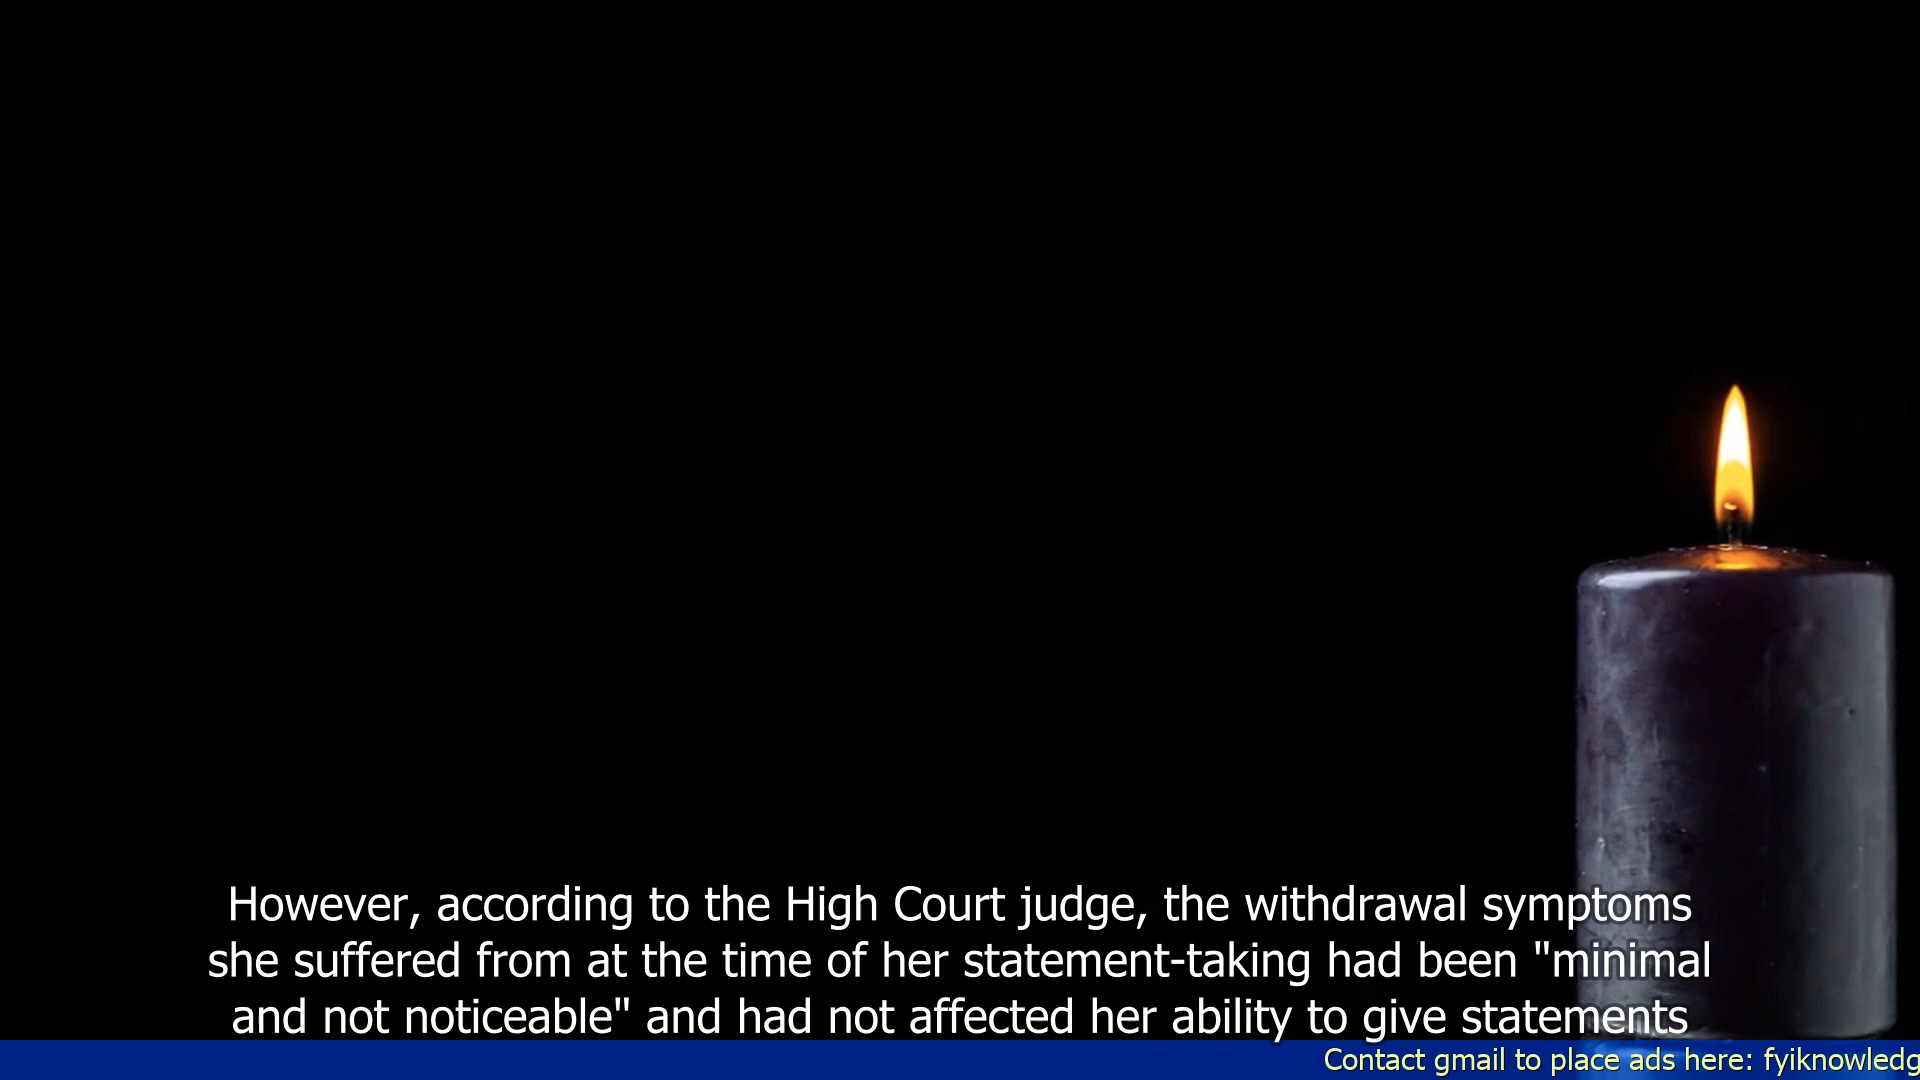 However, according to the High Court judge, the withdrawal symptoms
she suffered from at the time of her statement-taking had been "minimal
and not noticeable" and had not affected her ability to give statements
Contact gmail to place ads here: fyiknowledg